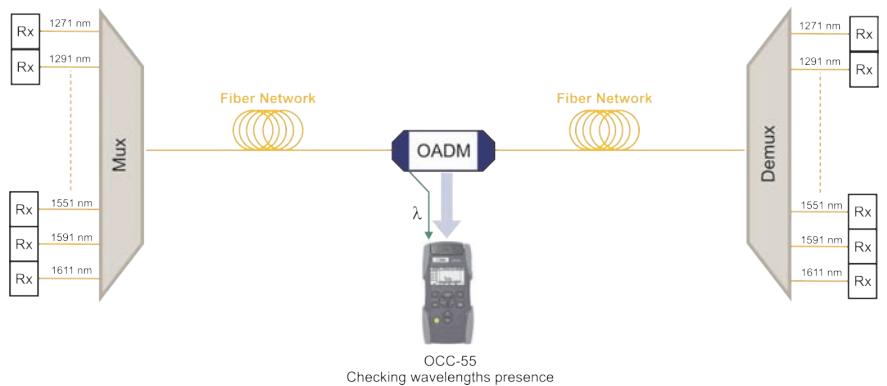 Rx 1271 nm
Rx 1291 nm
Rx 1551 nm
Rx 1591 nm
Rx 1611 nm
Mux
Fiber Network
OADM
λ
Fiber Network
Demux
1271 nm Rx
1291 nm Rx
1551 nm Rx
1591 nm Rx
1611 nm Rx
OCC-55
Checking wavelengths presence